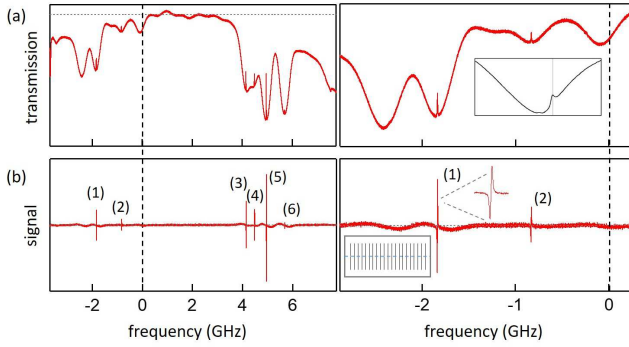 (a)
transmission
(b)
signal
(1)
(2)
(3)
(4)
(5)
(6)
(1)
(2)
-2 0 2 4 6
-2 -1 0
frequency (GHz)
frequency (GHz)